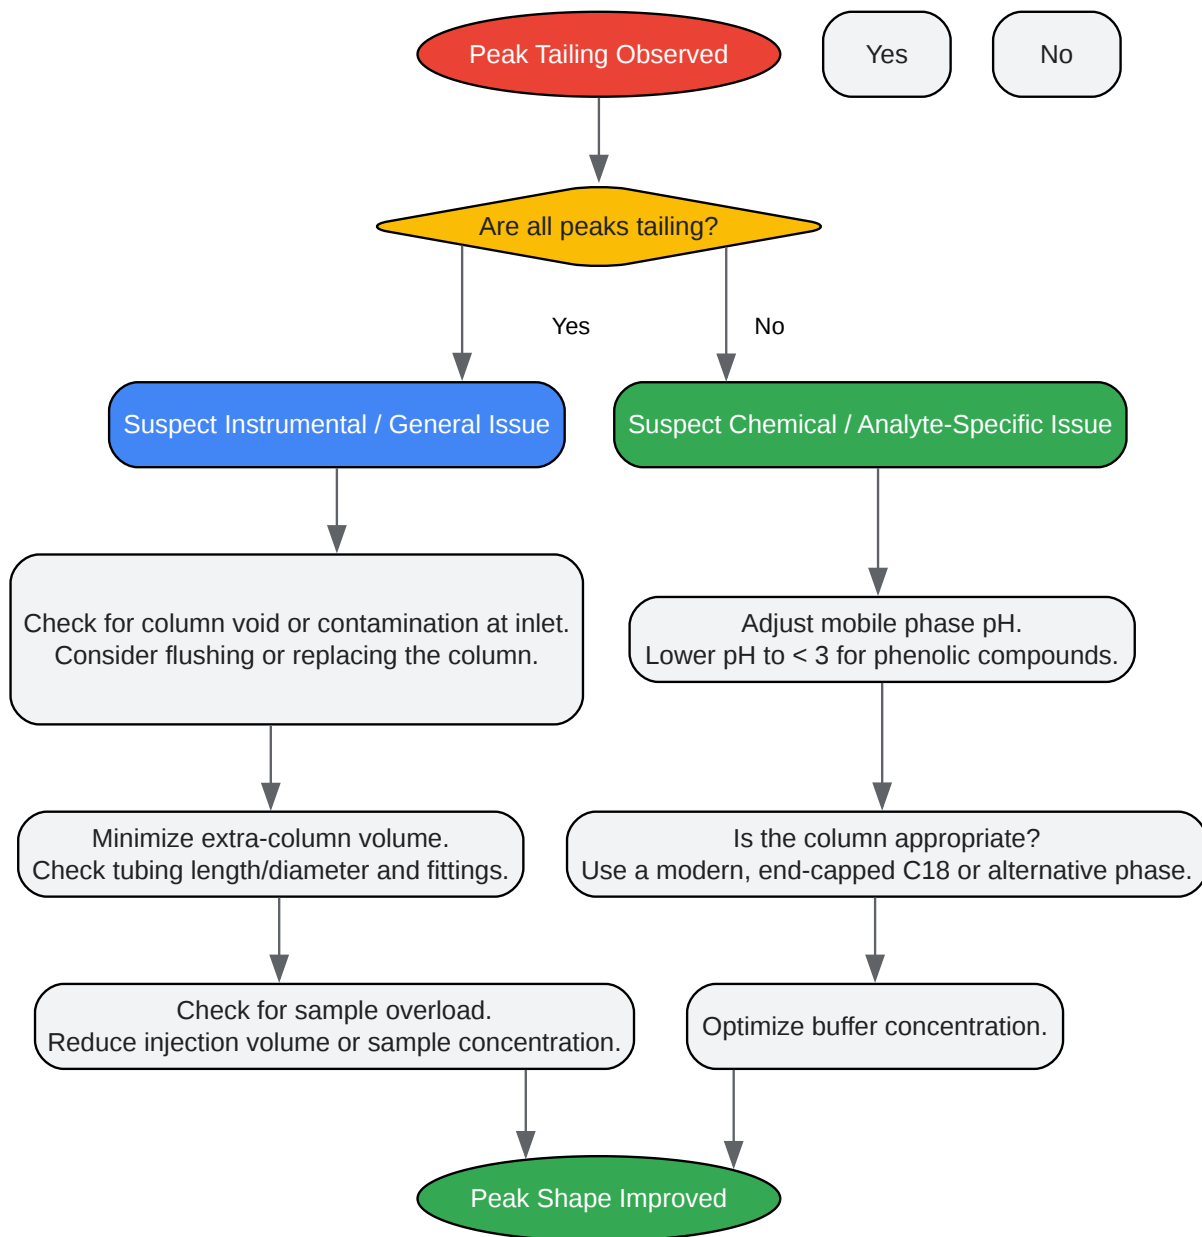 Peak Tailing Observed
Yes
No
Are all peaks tailing?
Yes
No
Suspect Instrumental / General Issue
Suspect Chemical / Analyte-Specific Issue
Check for column void or contamination at inlet.
Consider flushing or replacing the column.
Adjust mobile phase pH.
Lower pH to < 3 for phenolic compounds.
Minimize extra-column volume.
Check tubing length/diameter and fittings.
Is the column appropriate?
Use a modern, end-capped C18 or alternative phase.
Check for sample overload.
Reduce injection volume or sample concentration.
Optimize buffer concentration.
Peak Shape Improved